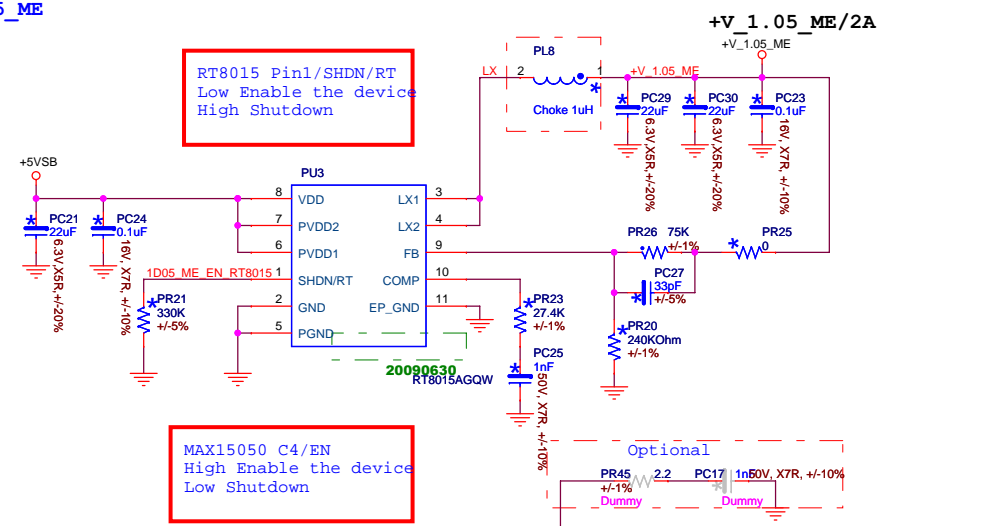 5_ME
+V_1.05_ME/2A
+V_1.05_ME
RT8015 Pin1/SHDN/RT
Low Enable the device
High Shutdown
PL8
LX
2
1
+V_1.05_ME
Choke 1uH
PC29
22uF
6.3V,X5R,+/-20%
PC30
22uF
6.3V,X5R,+/-20%
PC23
0.1uF
16V, X7R, +/-10%
+5VSB
PC21
22uF
6.3V,X5R,+/-20%
PC24
0.1uF
16V, X7R, +/-10%
PU3
8
VDD
7
PVDD2
6
PVDD1
1D05_ME_EN_RT8015
1
SHDN/RT
2
GND
5
PGND
LX1
3
LX2
4
FB
9
COMP
10
EP_GND
11
PR21
330K
+/-5%
20090630
RT8015AGQW
PR23
27.4K
+/-1%
PC25
1nF
50V, X7R, +/-10%
PR26
75K
+/-1%
PR25
0
PC27
33pF
+/-5%
PR20
240KOhm
+/-1%
MAX15050 C4/EN
High Enable the device
Low Shutdown
Optional
PR45
2.2
+/-1%
Dummy
PC17
1nF
50V, X7R, +/-10%
Dummy